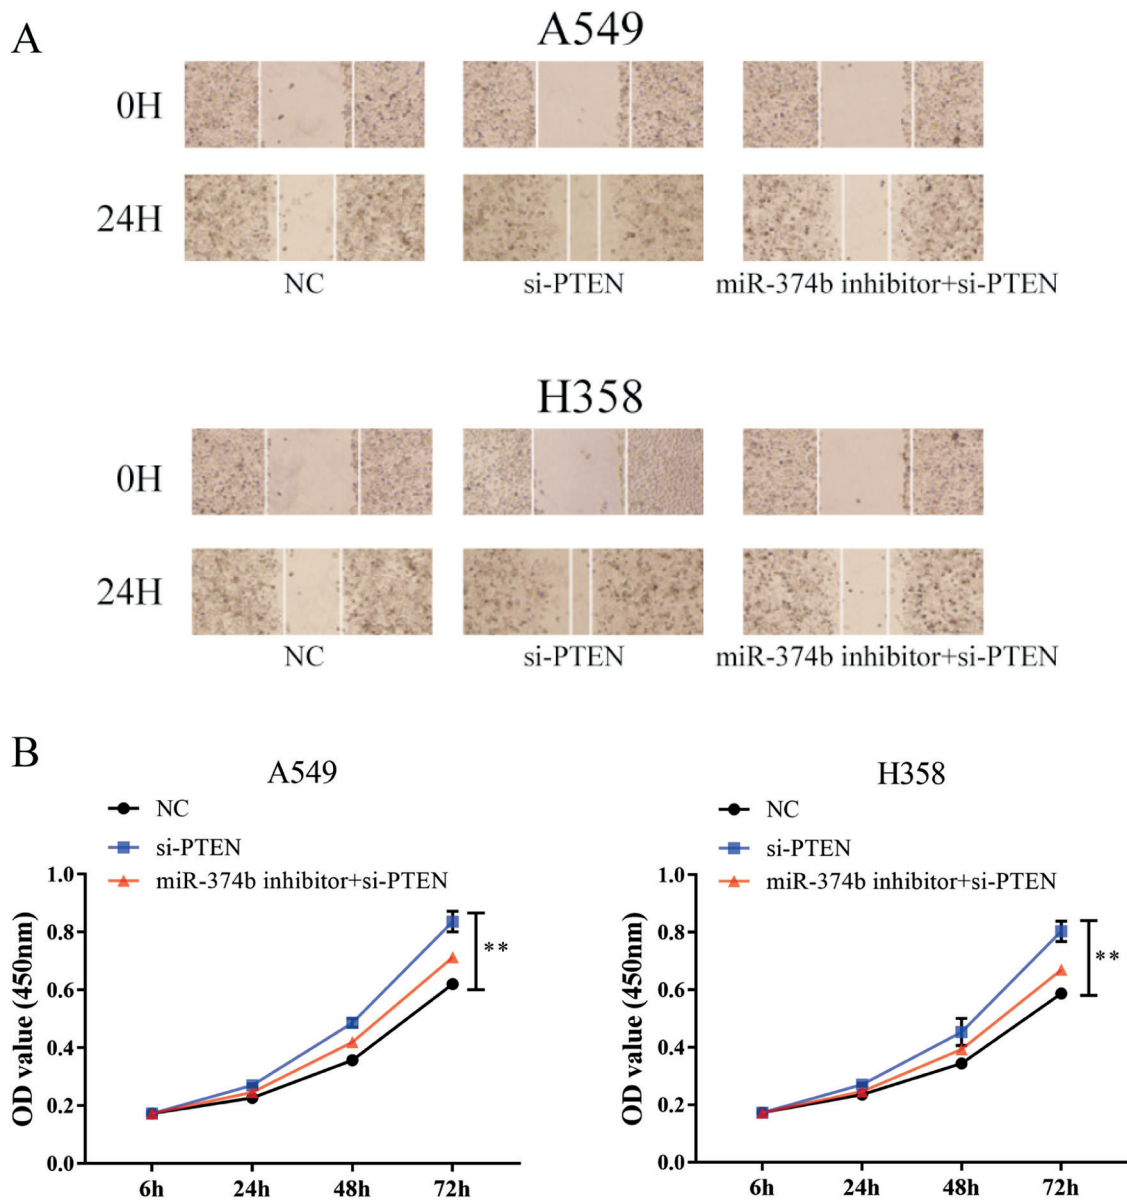 A
A549
0H
24H
NC si-PTEN miR-374b inhibitor+si-PTEN
H358
0H
24H
NC si-PTEN miR-374b inhibitor+si-PTEN
B
A549
NC
si-PTEN
miR-374b inhibitor+si-PTEN
OD value (450nm)
1.0
0.8
0.6
0.4
0.2
0.0
**
6h 24h 48h 72h
H358
NC
si-PTEN
miR-374b inhibitor+si-PTEN
OD value (450nm)
1.0
0.8
0.6
0.4
0.2
0.0
**
6h 24h 48h 72h